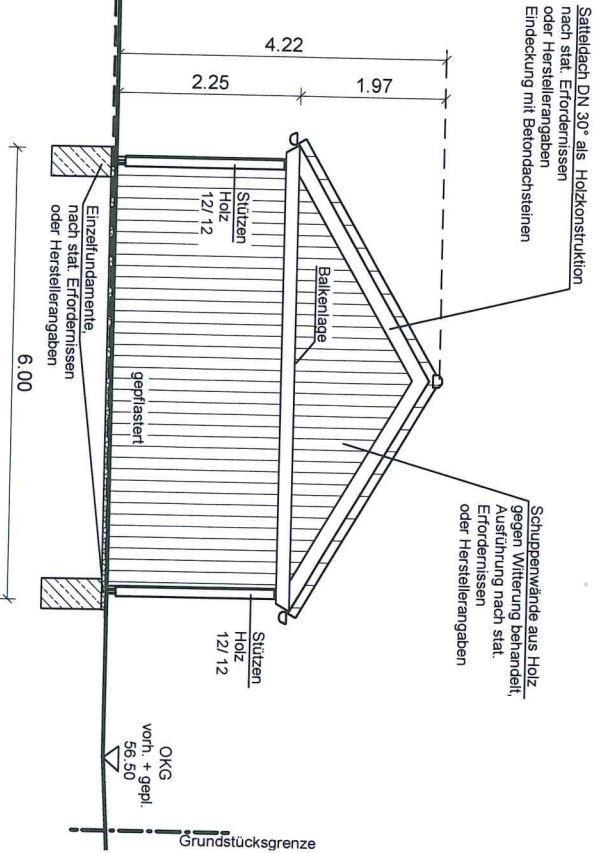 Satteldach DN 30° als Holzkonstruktion
nach stat. Erfordernissen
oder Herstellerangaben
Eindeckung mit Betondachsteinen
4.22
2.25
1.97
Schuppenwände aus Holz
gegen Witterung behandelt,
Ausführung nach stat.
Erfordernissen
oder Herstellerangaben
Stützen
Holz
12/12
Balkenlage
Stützen
Holz
12/12
gepflastert
Einzelfundamente,
nach stat. Erfordernissen
oder Herstellerangaben
6.00
OKG
vorh. + gepl.
56.50
Grundstücksgrenze